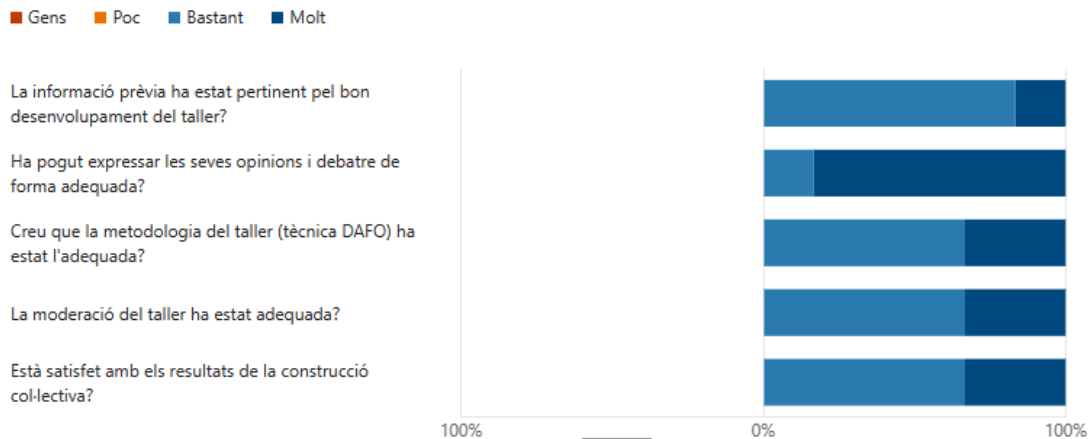 Gens Poc Bastant Molt
La informació prèvia ha estat pertinent pel bon
desenvolupament del taller?
Ha pogut expressar les seves opinions i debatre de
forma adequada?
Creu que la metodologia del taller (tècnica DAFO) ha
estat l'adequada?
La moderació del taller ha estat adequada?
Està satisfet amb els resultats de la construcció
col·lectiva?
100% 0% 100%